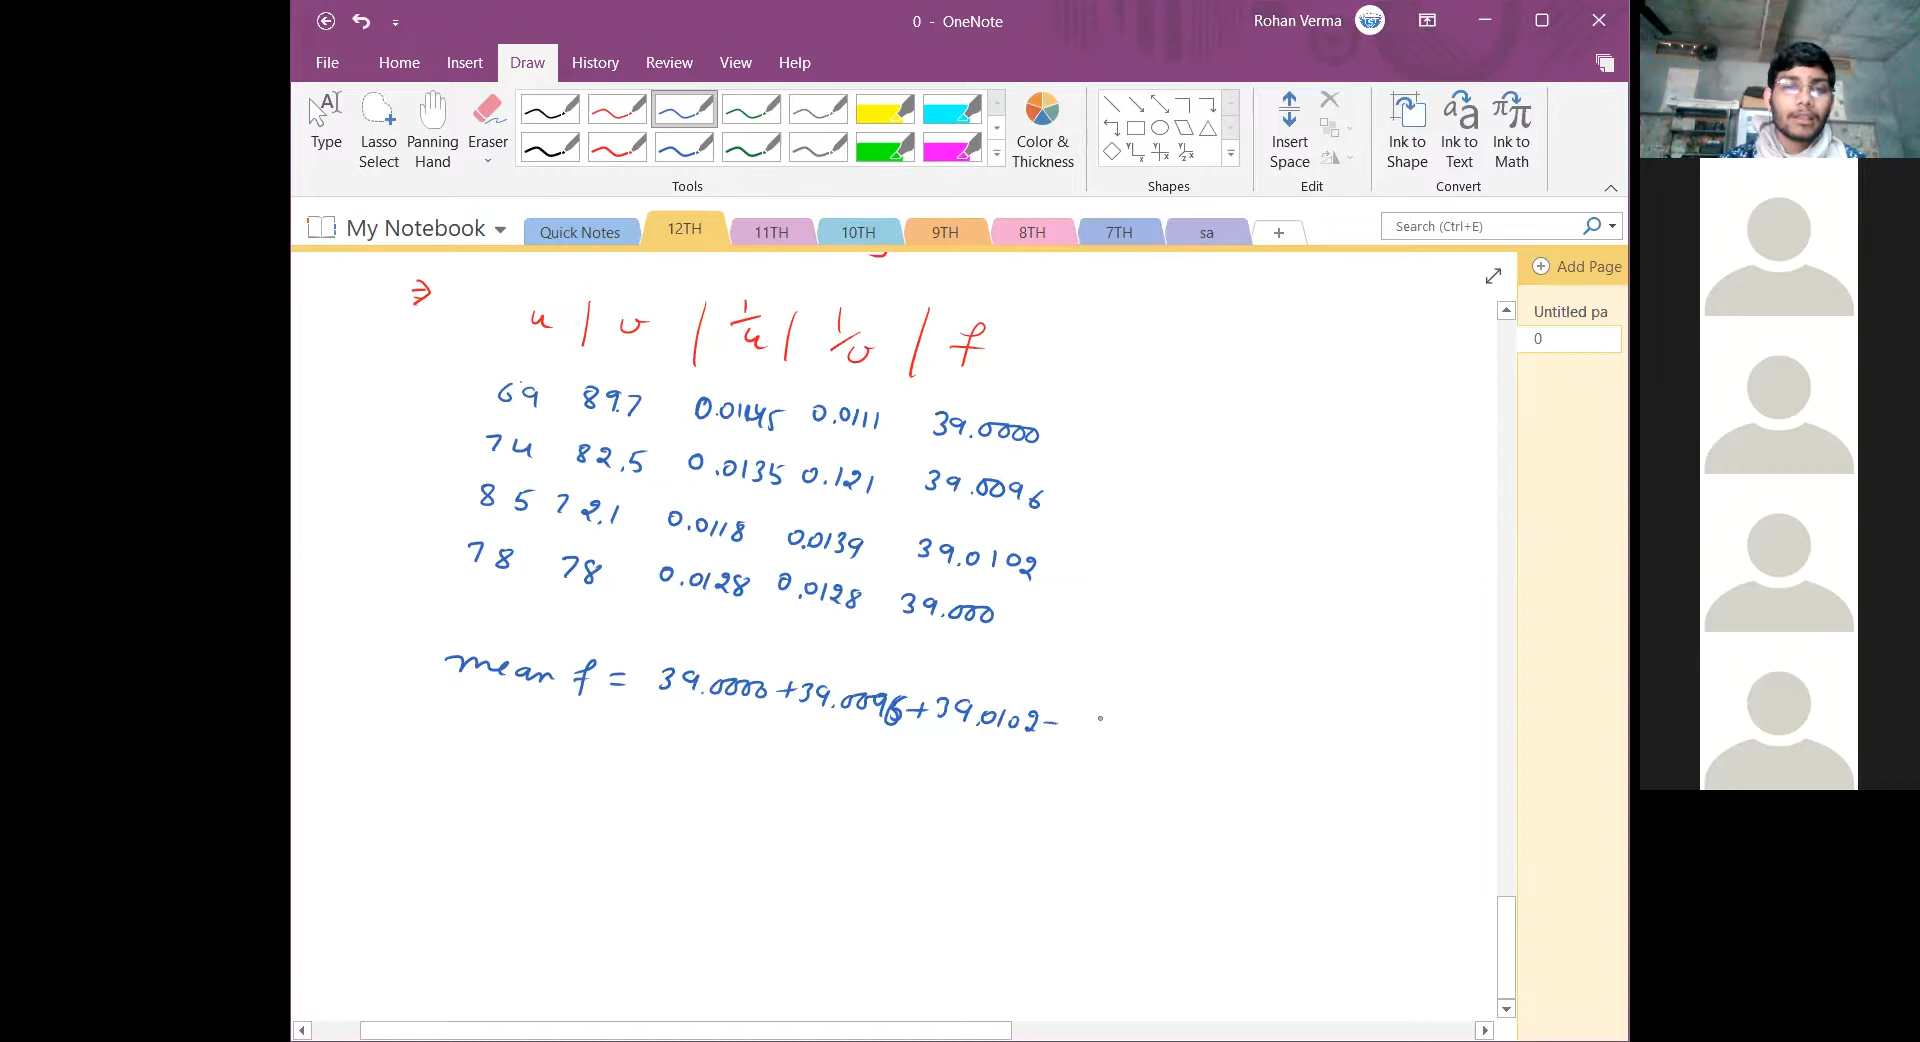 0 - OneNote
Rohan Verma
File Home Insert Draw History Review View Help
Type
Lasso Select
Panning Hand
Eraser
Color & Thickness
Insert Space
Ink to Shape
Ink to Text
Ink to Math
Tools
Shapes
Edit
Convert
My Notebook
Quick Notes 12TH 11TH 10TH 9TH 8TH 7TH sa +
Search (Ctrl+E)
Add Page
Untitled pa
0
⇒
u | v | 1/u | 1/v | f
69 89.7 0.0145 0.0111 39.0000
74 82.5 0.0135 0.121 39.0096
85 72.1 0.0118 0.0139 39.0102
78 78 0.0128 0.0128 39.000
mean f = 39.0000 + 39.0096 + 39.0102 -